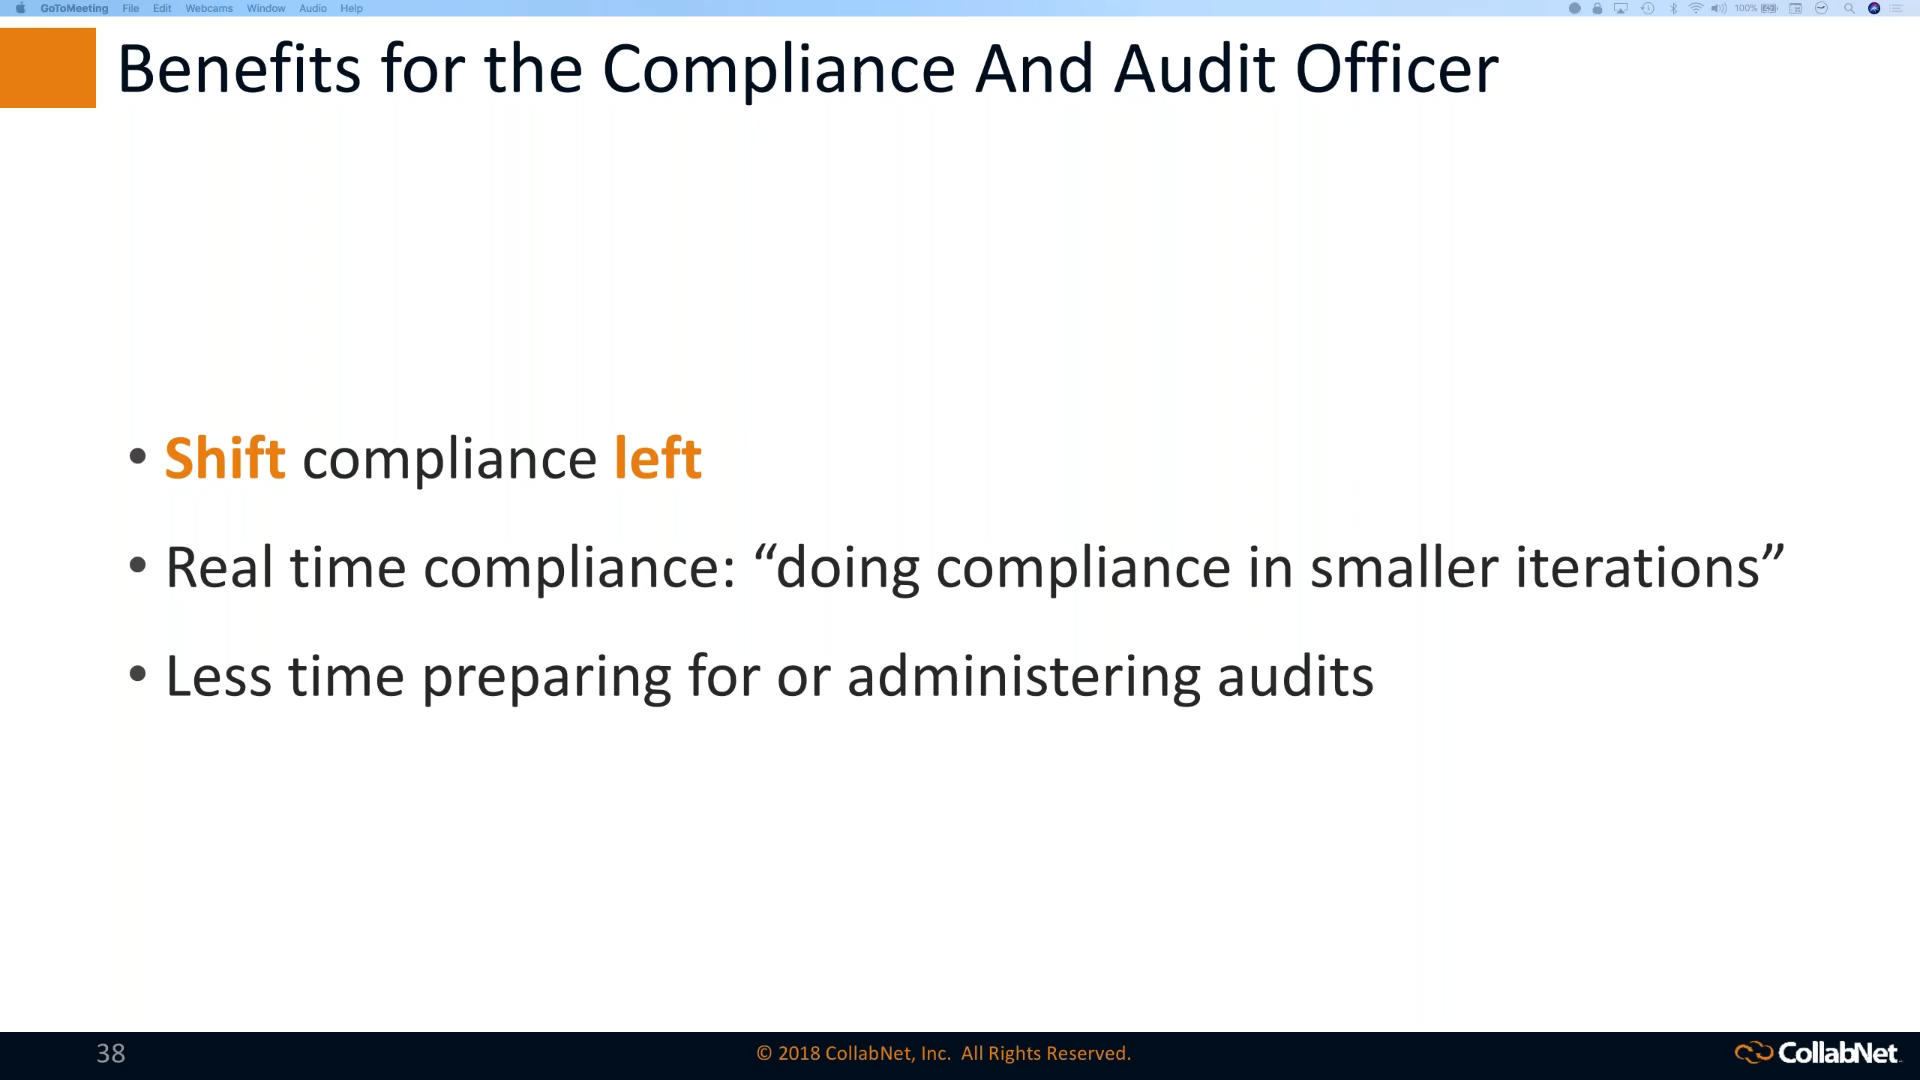 GoToMeeting File Edit Webcams Window Audio Help 100%
Benefits for the Compliance And Audit Officer
• Shift compliance left
• Real time compliance: “doing compliance in smaller iterations”
• Less time preparing for or administering audits
38
© 2018 CollabNet, Inc. All Rights Reserved.
CollabNet